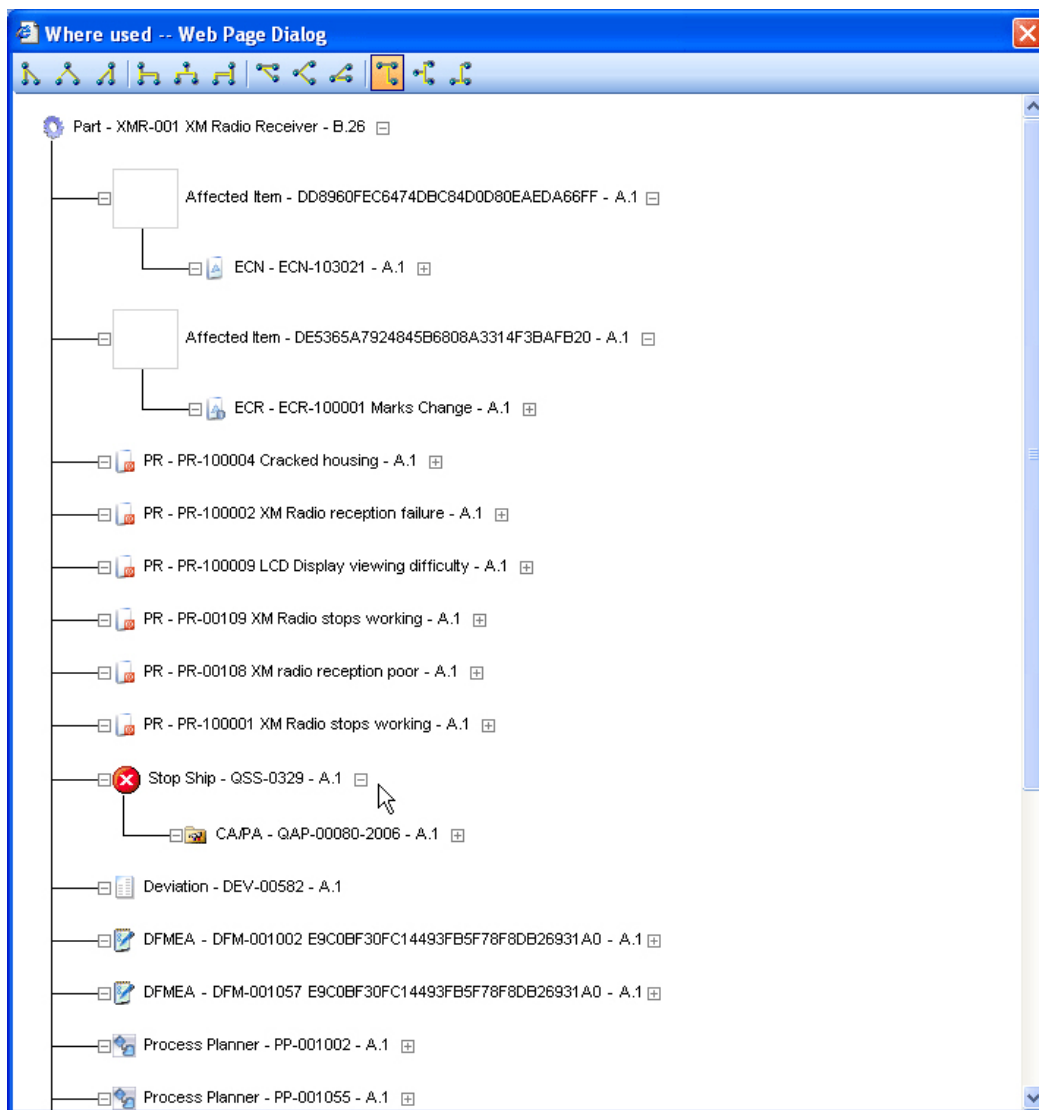 Where used -- Web Page Dialog
Part - XMR-001 XM Radio Receiver - B.26
Affected Item - DD8960FEC6474DBC84D0D80EAEDA66FF - A.1
ECN - ECN-103021 - A.1
Affected Item - DE5365A7924845B6808A3314F3BAFB20 - A.1
ECR - ECR-100001 Marks Change - A.1
PR - PR-100004 Cracked housing - A.1
PR - PR-100002 XM Radio reception failure - A.1
PR - PR-100009 LCD Display viewing difficulty - A.1
PR - PR-00109 XM Radio stops working - A.1
PR - PR-00108 XM radio reception poor - A.1
PR - PR-100001 XM Radio stops working - A.1
Stop Ship - QSS-0329 - A.1
CA/PA - QAP-00080-2006 - A.1
Deviation - DEV-00582 - A.1
DFMEA - DFM-001002 E9C0BF30FC14493FB5F78F8DB26931A0 - A.1
DFMEA - DFM-001057 E9C0BF30FC14493FB5F78F8DB26931A0 - A.1
Process Planner - PP-001002 - A.1
Process Planner - PP-001055 - A.1